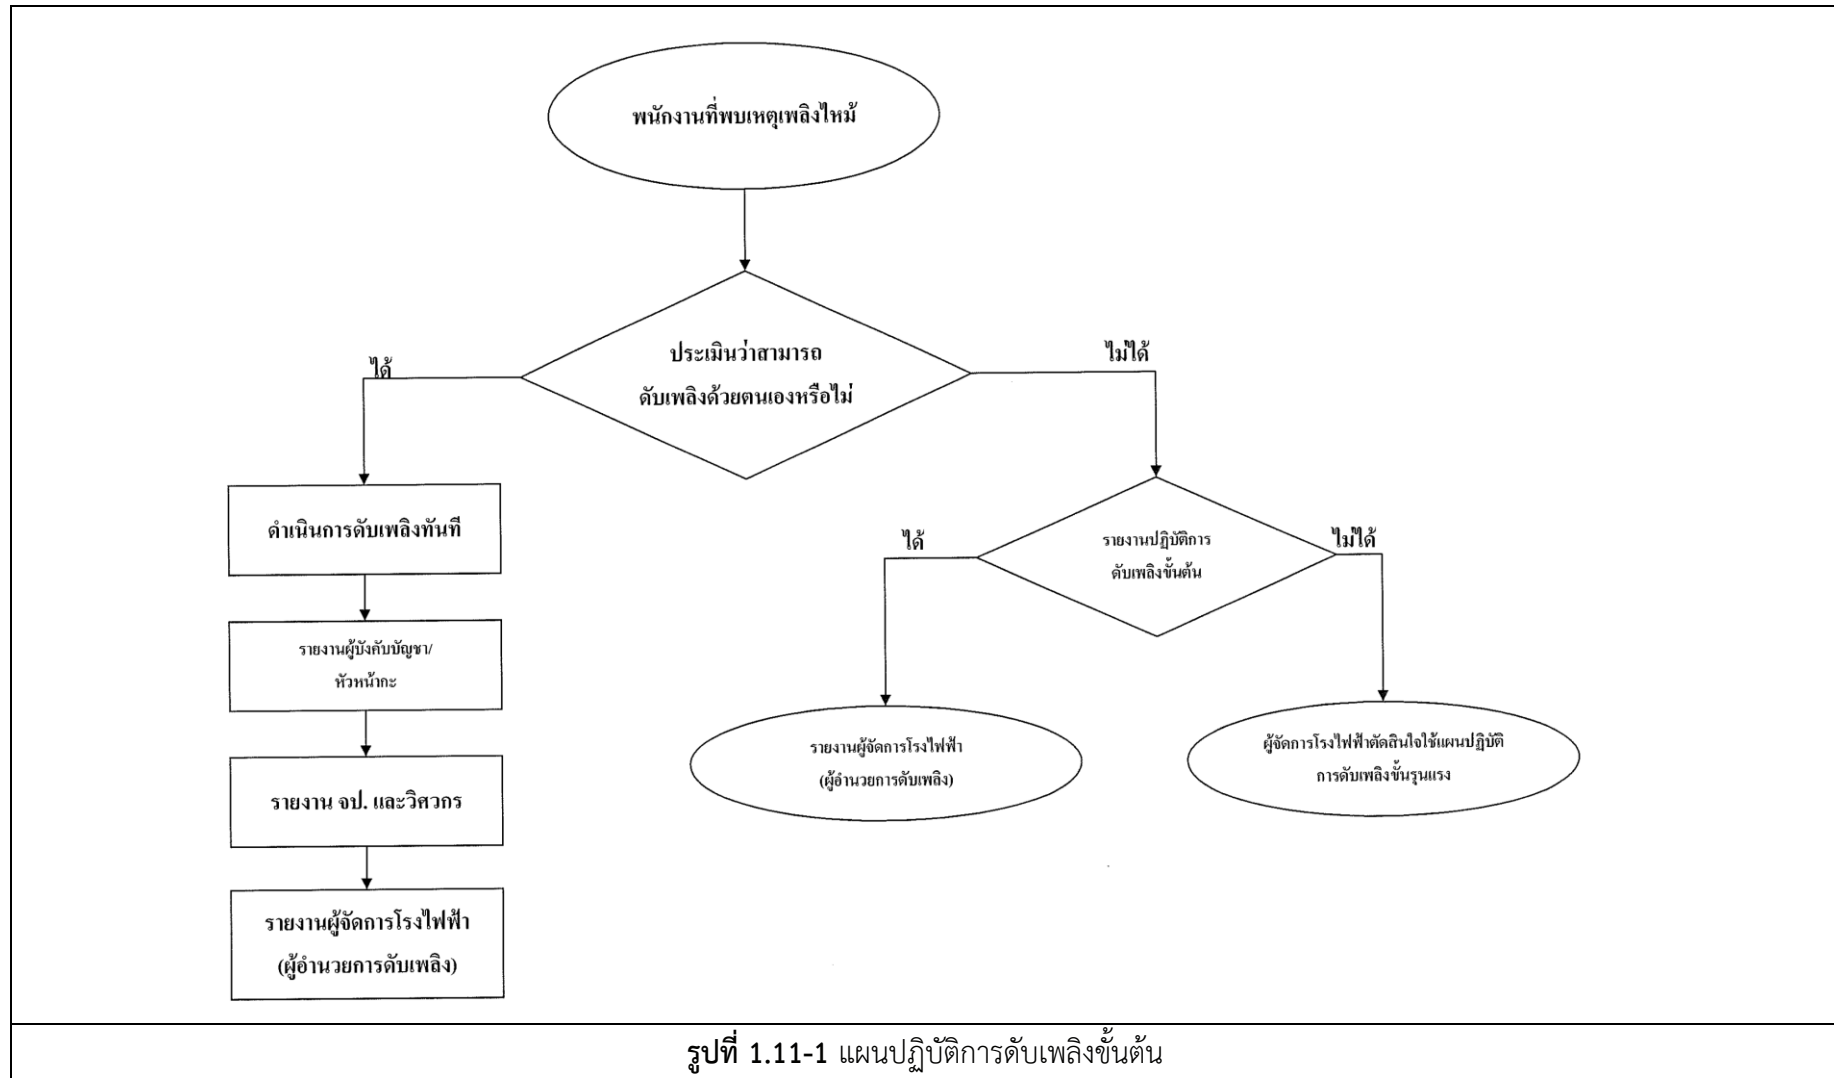 พนักงานที่พบเหตุเพลิงไหม้
ประเมินว่าสามารถ
ดับเพลิงด้วยตนเองหรือไม่
ได้
ไม่ได้
ดำเนินการดับเพลิงทันที
รายงานผู้บังคับบัญชา/
หัวหน้ากะ
รายงาน จป. และวิศวกร
รายงานผู้จัดการโรงไฟฟ้า
(ผู้อำนวยการดับเพลิง)
รายงานปฏิบัติการ
ดับเพลิงขั้นต้น
ได้
ไม่ได้
รายงานผู้จัดการโรงไฟฟ้า
(ผู้อำนวยการดับเพลิง)
ผู้จัดการโรงไฟฟ้าตัดสินใจใช้แผนปฏิบัติ
การดับเพลิงขั้นรุนแรง
รูปที่ 1.11-1 แผนปฏิบัติการดับเพลิงขั้นต้น